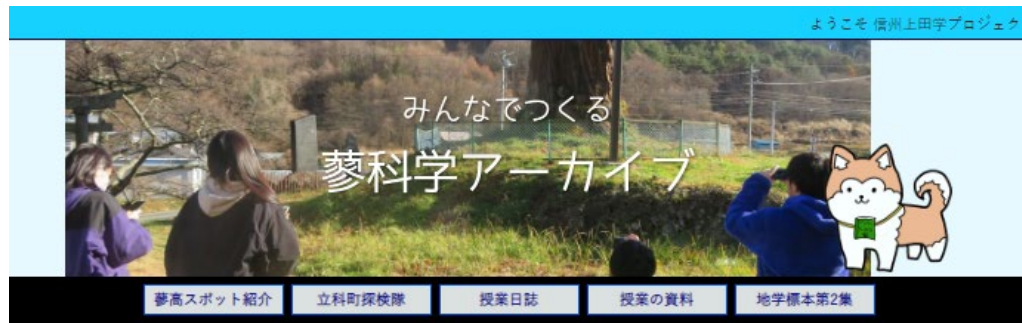 ようこそ 信州上田学プロジェク
みんなでつくる
蓼科学アーカイブ
蓼高スポット紹介
立科町探検隊
授業日誌
授業の資料
地学標本第2集